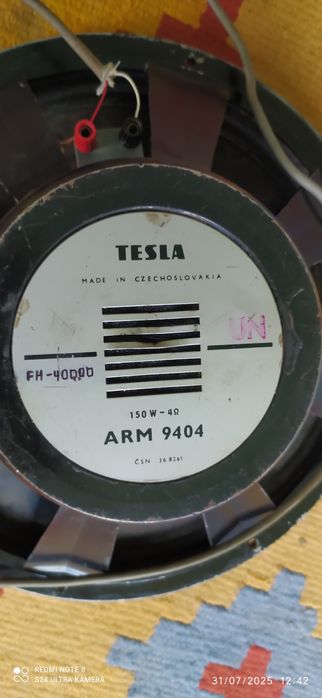 TESLA
MADE IN CZECHOSLOVAKIA
UN
FH-40000
150 W - 4Ω
ARM 9404
ČSN 36 8261
REDMI NOTE 8
S24 ULTRA KAMERA
31/07/2025 12:42